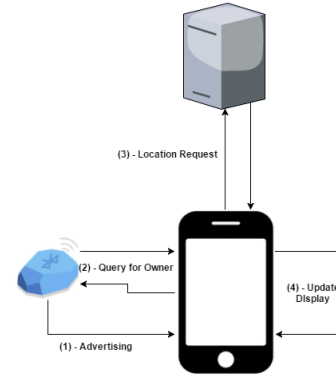 (3) - Location Request
(2) - Query for Owner
(4) - Update
DIsplay
(1) - Advertising